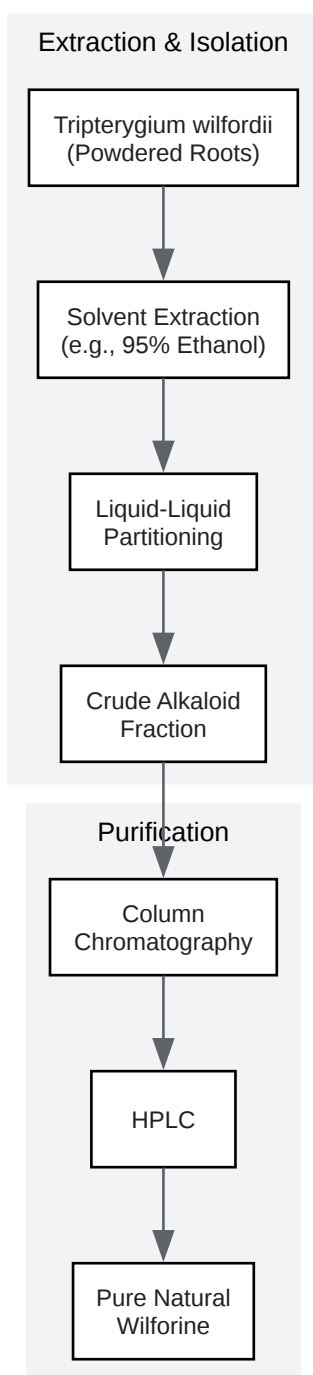 Extraction & Isolation
Tripterygium wilfordii
(Powdered Roots)
Solvent Extraction
(e.g., 95% Ethanol)
Liquid-Liquid
Partitioning
Crude Alkaloid
Fraction
Purification
Column
Chromatography
HPLC
Pure Natural
Wilforine